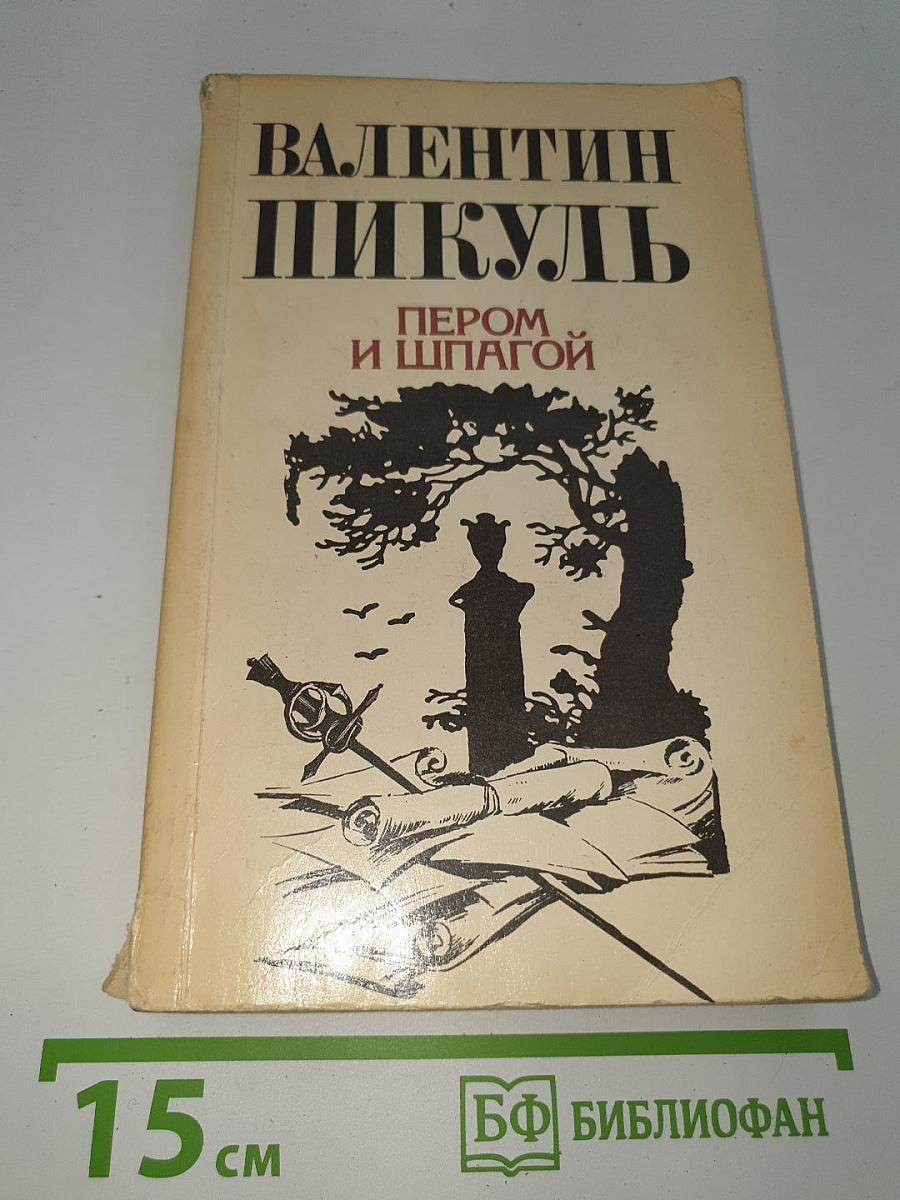 ВАЛЕНТИН
ПИКУЛЬ
ПЕРОМ
И ШПАГОЙ
15 см
БФ БИБЛИОФАН